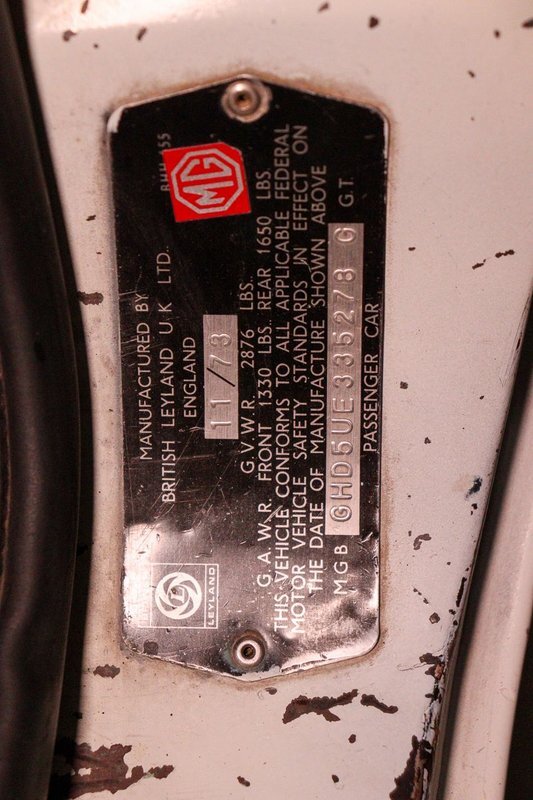 MG
MANUFACTURED BY
BRITISH LEYLAND U K LTD.
ENGLAND
11/73
G.V.W.R. 2876 LBS.
G.A.W.R. FRONT 1330 LBS. REAR 1650 LBS.
THIS VEHICLE CONFORMS TO ALL APPLICABLE FEDERAL
MOTOR VEHICLE SAFETY STANDARDS IN EFFECT ON
THE DATE OF MANUFACTURE SHOWN ABOVE
MGB GHD5UE335278 G G.T.
PASSENGER CAR
LEYLAND